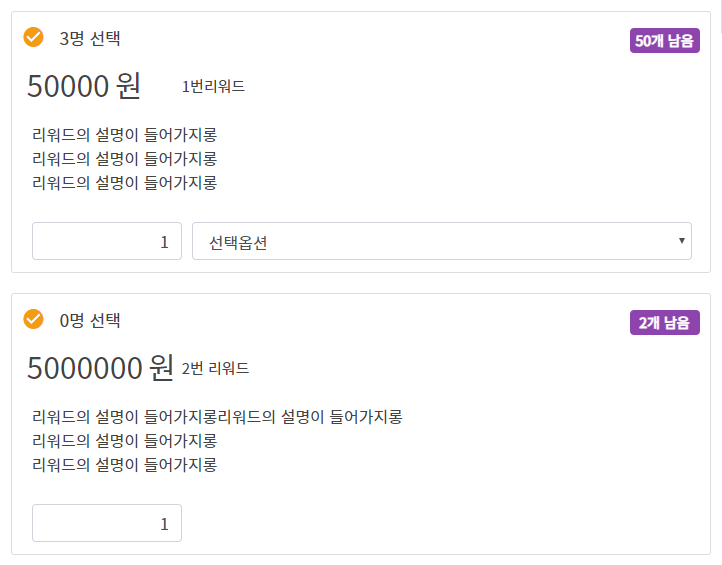 3명 선택 50개 남음
50000 원 1번리워드
리워드의 설명이 들어가지롱
리워드의 설명이 들어가지롱
리워드의 설명이 들어가지롱
1 선택옵션
0명 선택 2개 남음
5000000 원 2번 리워드
리워드의 설명이 들어가지롱리워드의 설명이 들어가지롱
리워드의 설명이 들어가지롱
리워드의 설명이 들어가지롱
1